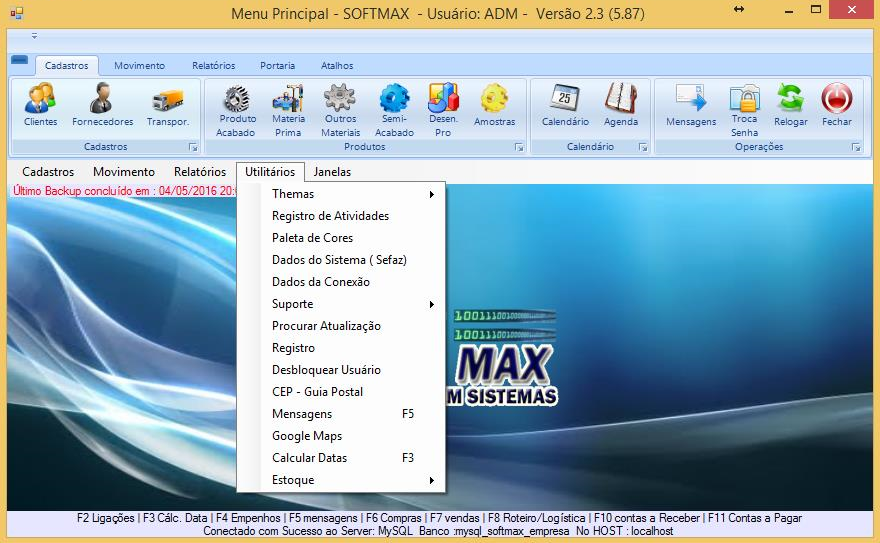 Menu Principal - SOFTMAX - Usuário: ADM - Versão 2.3 (5.87)
Cadastros Movimento Relatórios Portaria Atalhos
Clientes Fornecedores Transpor. Produto Acabado Materia Prima Outros Materiais Semi-Acabado Desen. Pro Amostras 25 Calendário Agenda Mensagens Troca Senha Relogar Fechar
Cadastros Produtos Calendário Operações
Cadastros Movimento Relatórios Utilitários Janelas
Último Backup concluído em : 04/05/2016 20:
Themas
Registro de Atividades
Paleta de Cores
Dados do Sistema ( Sefaz)
Dados da Conexão
Suporte
Procurar Atualização
Registro
Desbloquear Usuário
CEP - Guia Postal
Mensagens F5
Google Maps
Calcular Datas F3
Estoque
MAX
M SISTEMAS
F2 Ligações | F3 Cálc. Data | F4 Empenhos | F5 mensagens | F6 Compras | F7 vendas | F8 Roteiro/Logística | F10 contas a Receber | F11 Contas a Pagar
Conectado com Sucesso ao Server: MySQL Banco :mysql_softmax_empresa No HOST : localhost